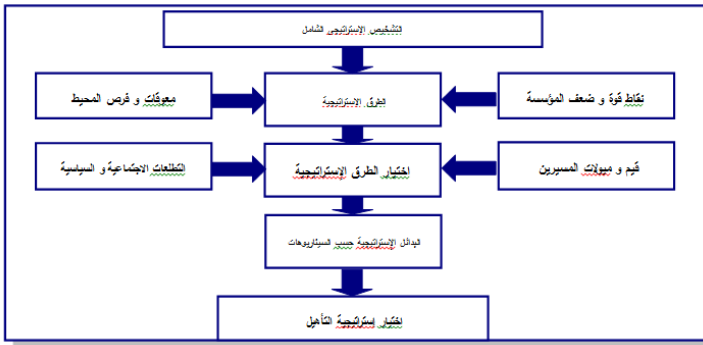 التشخيص الإستراتيجي الشامل
معوقات و فرص المحيط
الطرق الإستراتيجية
نقاط قوة و ضعف المؤسسة
التطلعات الاجتماعية و السياسية
اختيار الطرق الإستراتيجية
قيم و ميولات المسيرين
البدائل الإستراتيجية حسب السيناريوهات
اختيار إستراتيجية التأهيل